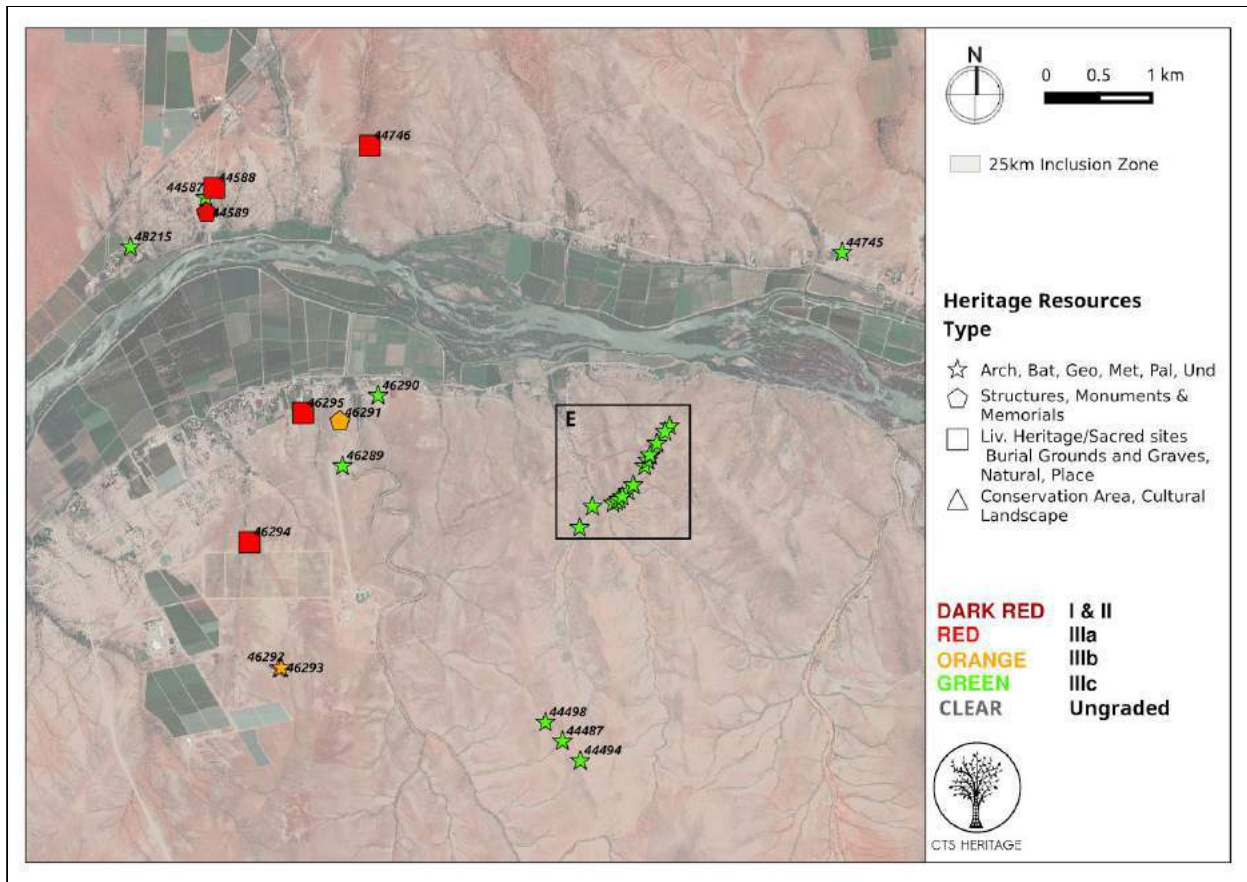 44746
44588
44587
44589
48215
44745
46290
46295
46291
46289
E
46294
46292
46293
44498
44487
44494
N
0 0.5 1 km
25km Inclusion Zone
Heritage Resources
Type
Arch, Bat, Geo, Met, Pal, Und
Structures, Monuments &
Memorials
Liv. Heritage/Sacred sites
Burial Grounds and Graves,
Natural, Place
Conservation Area, Cultural
Landscape
DARK RED I & II
RED IIIa
ORANGE IIIb
GREEN IIIc
CLEAR Ungraded
CTS HERITAGE